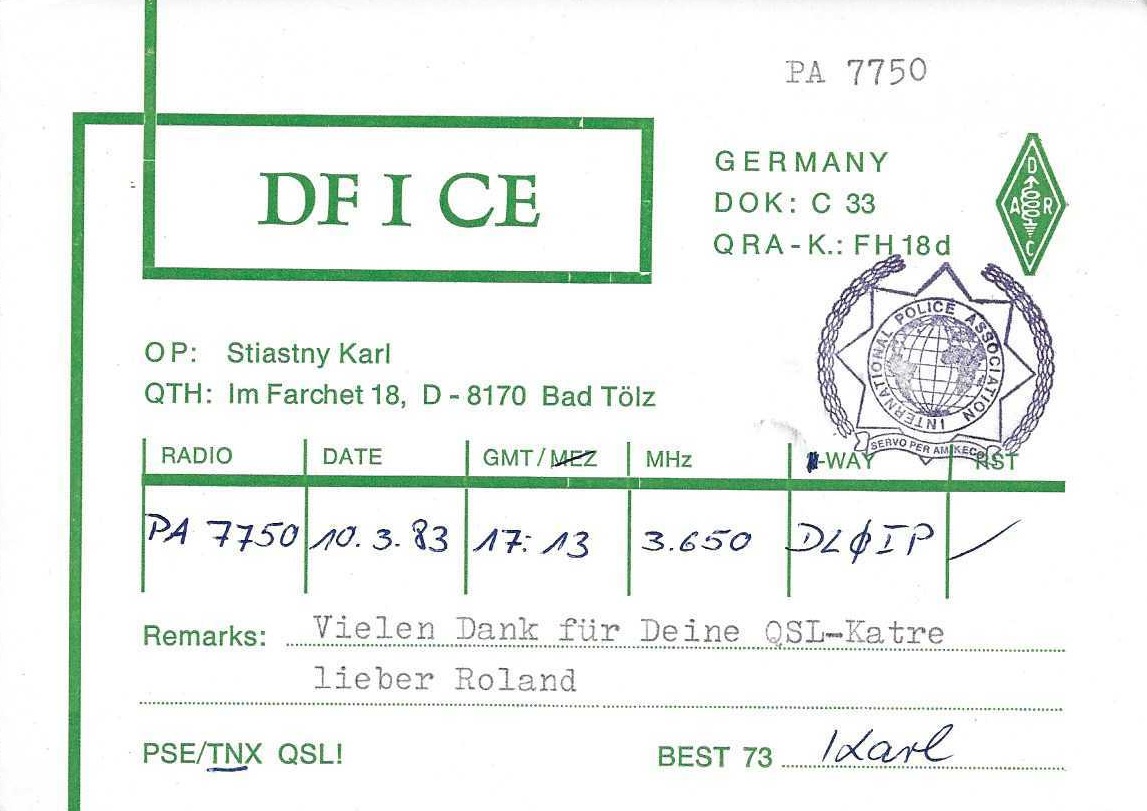 PA 7750
DF I CE
GERMANY
DOK: C 33
QRA-K.: FH 18d
D
A R
C
INTERNATIONAL POLICE ASSOCIATION
SERVO PER AMIKECO
OP: Stiastny Karl
QTH: Im Farchet 18, D - 8170 Bad Tölz
RADIO DATE GMT/MEZ MHz -WAY RST
PA 7750 10.3.83 17:13 3.650 DLØIP
Remarks: Vielen Dank für Deine QSL-Katre
lieber Roland
PSE/TNX QSL! BEST 73 Karl